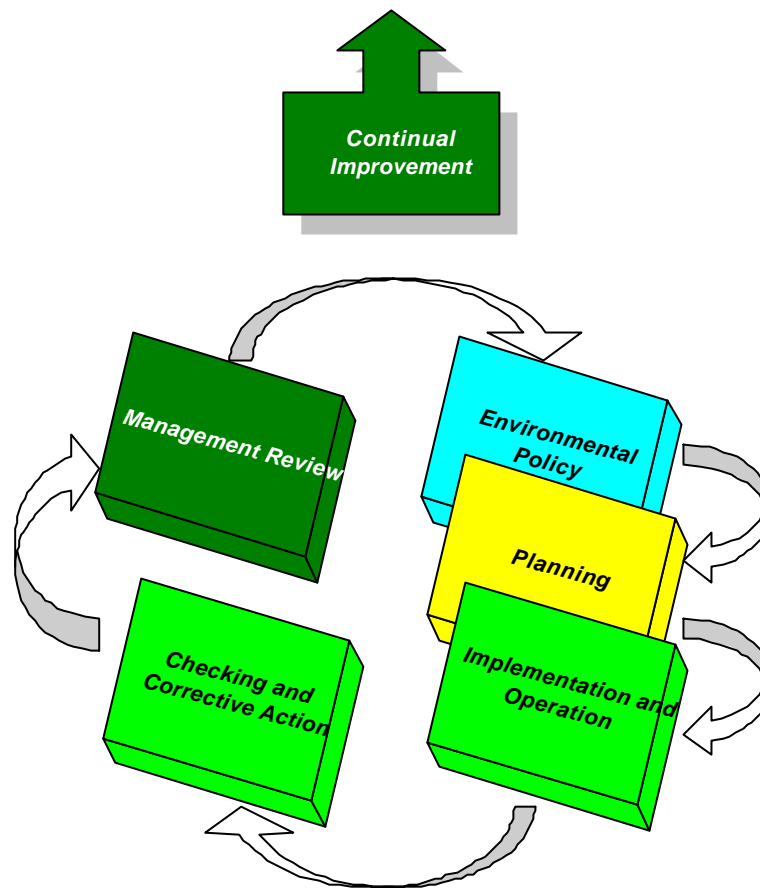 Continual
Improvement
Management Review
Environmental
Policy
Planning
Implementation and
Operation
Checking and
Corrective Action